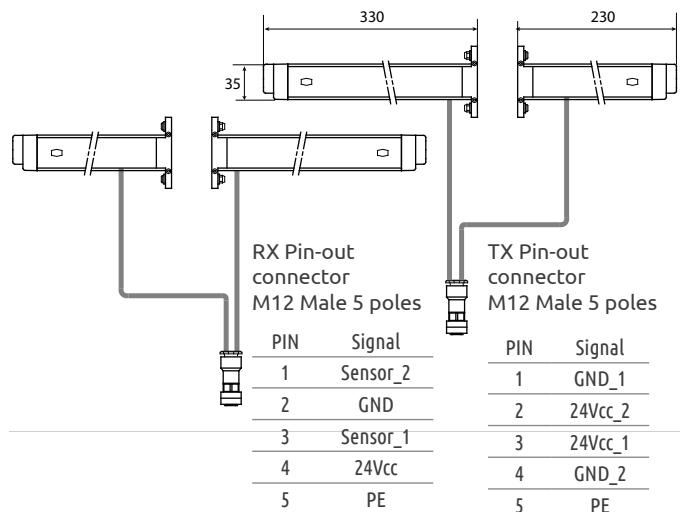 330
230
35
RX Pin-out
connector
M12 Male 5 poles
PIN Signal
1 Sensor_2
2 GND
3 Sensor_1
4 24Vcc
5 PE
TX Pin-out
connector
M12 Male 5 poles
PIN Signal
1 GND_1
2 24Vcc_2
3 24Vcc_1
4 GND_2
5 PE